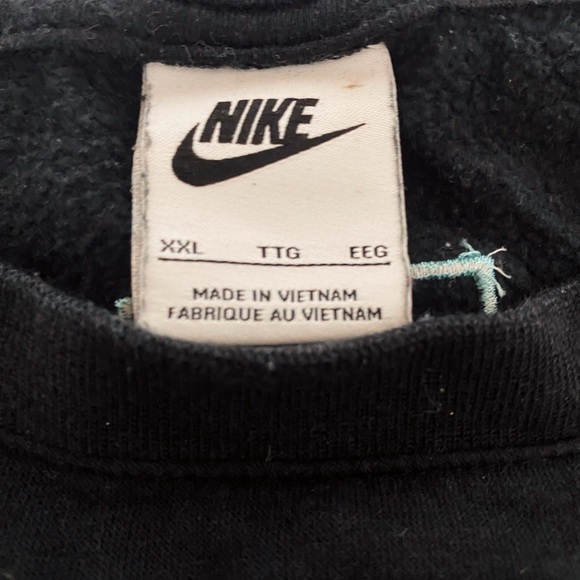 NIKE
XXL TTG EEG
MADE IN VIETNAM
FABRIQUE AU VIETNAM